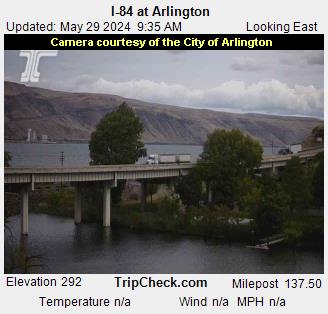 I-84 at Arlington
Updated: May 29 2024 9:35 AM Looking East
Camera courtesy of the City of Arlington
Elevation 292 TripCheck.com Milepost 137.50
Temperature n/a Wind n/a MPH n/a